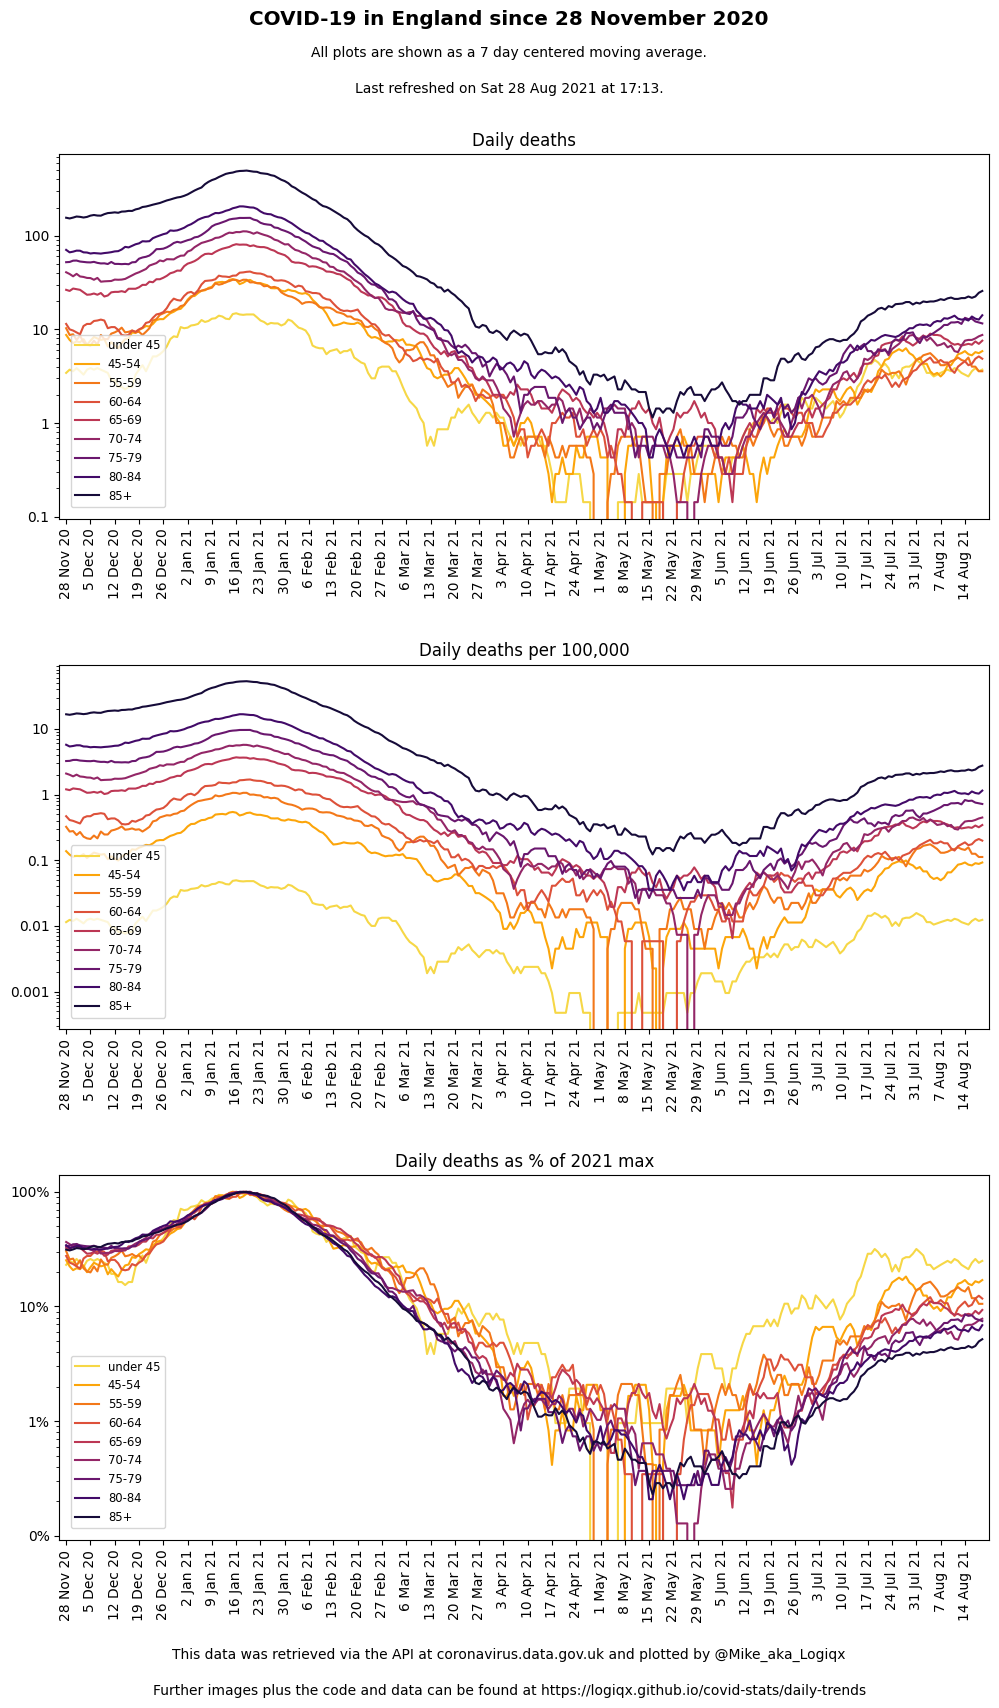 COVID-19 in England since 28 November 2020
All plots are shown as a 7 day centered moving average.
Last refreshed on Sat 28 Aug 2021 at 17:13.
Daily deaths
100
10
1
0.1
under 45
45-54
55-59
60-64
65-69
70-74
75-79
80-84
85+
28 Nov 20
5 Dec 20
12 Dec 20
19 Dec 20
26 Dec 20
2 Jan 21
9 Jan 21
16 Jan 21
23 Jan 21
30 Jan 21
6 Feb 21
13 Feb 21
20 Feb 21
27 Feb 21
6 Mar 21
13 Mar 21
20 Mar 21
27 Mar 21
3 Apr 21
10 Apr 21
17 Apr 21
24 Apr 21
1 May 21
8 May 21
15 May 21
22 May 21
29 May 21
5 Jun 21
12 Jun 21
19 Jun 21
26 Jun 21
3 Jul 21
10 Jul 21
17 Jul 21
24 Jul 21
31 Jul 21
7 Aug 21
14 Aug 21
Daily deaths per 100,000
10
1
0.1
0.01
0.001
under 45
45-54
55-59
60-64
65-69
70-74
75-79
80-84
85+
28 Nov 20
5 Dec 20
12 Dec 20
19 Dec 20
26 Dec 20
2 Jan 21
9 Jan 21
16 Jan 21
23 Jan 21
30 Jan 21
6 Feb 21
13 Feb 21
20 Feb 21
27 Feb 21
6 Mar 21
13 Mar 21
20 Mar 21
27 Mar 21
3 Apr 21
10 Apr 21
17 Apr 21
24 Apr 21
1 May 21
8 May 21
15 May 21
22 May 21
29 May 21
5 Jun 21
12 Jun 21
19 Jun 21
26 Jun 21
3 Jul 21
10 Jul 21
17 Jul 21
24 Jul 21
31 Jul 21
7 Aug 21
14 Aug 21
Daily deaths as % of 2021 max
100%
10%
1%
0%
under 45
45-54
55-59
60-64
65-69
70-74
75-79
80-84
85+
28 Nov 20
5 Dec 20
12 Dec 20
19 Dec 20
26 Dec 20
2 Jan 21
9 Jan 21
16 Jan 21
23 Jan 21
30 Jan 21
6 Feb 21
13 Feb 21
20 Feb 21
27 Feb 21
6 Mar 21
13 Mar 21
20 Mar 21
27 Mar 21
3 Apr 21
10 Apr 21
17 Apr 21
24 Apr 21
1 May 21
8 May 21
15 May 21
22 May 21
29 May 21
5 Jun 21
12 Jun 21
19 Jun 21
26 Jun 21
3 Jul 21
10 Jul 21
17 Jul 21
24 Jul 21
31 Jul 21
7 Aug 21
14 Aug 21
This data was retrieved via the API at coronavirus.data.gov.uk and plotted by @Mike_aka_Logiqx
Further images plus the code and data can be found at https://logiqx.github.io/covid-stats/daily-trends